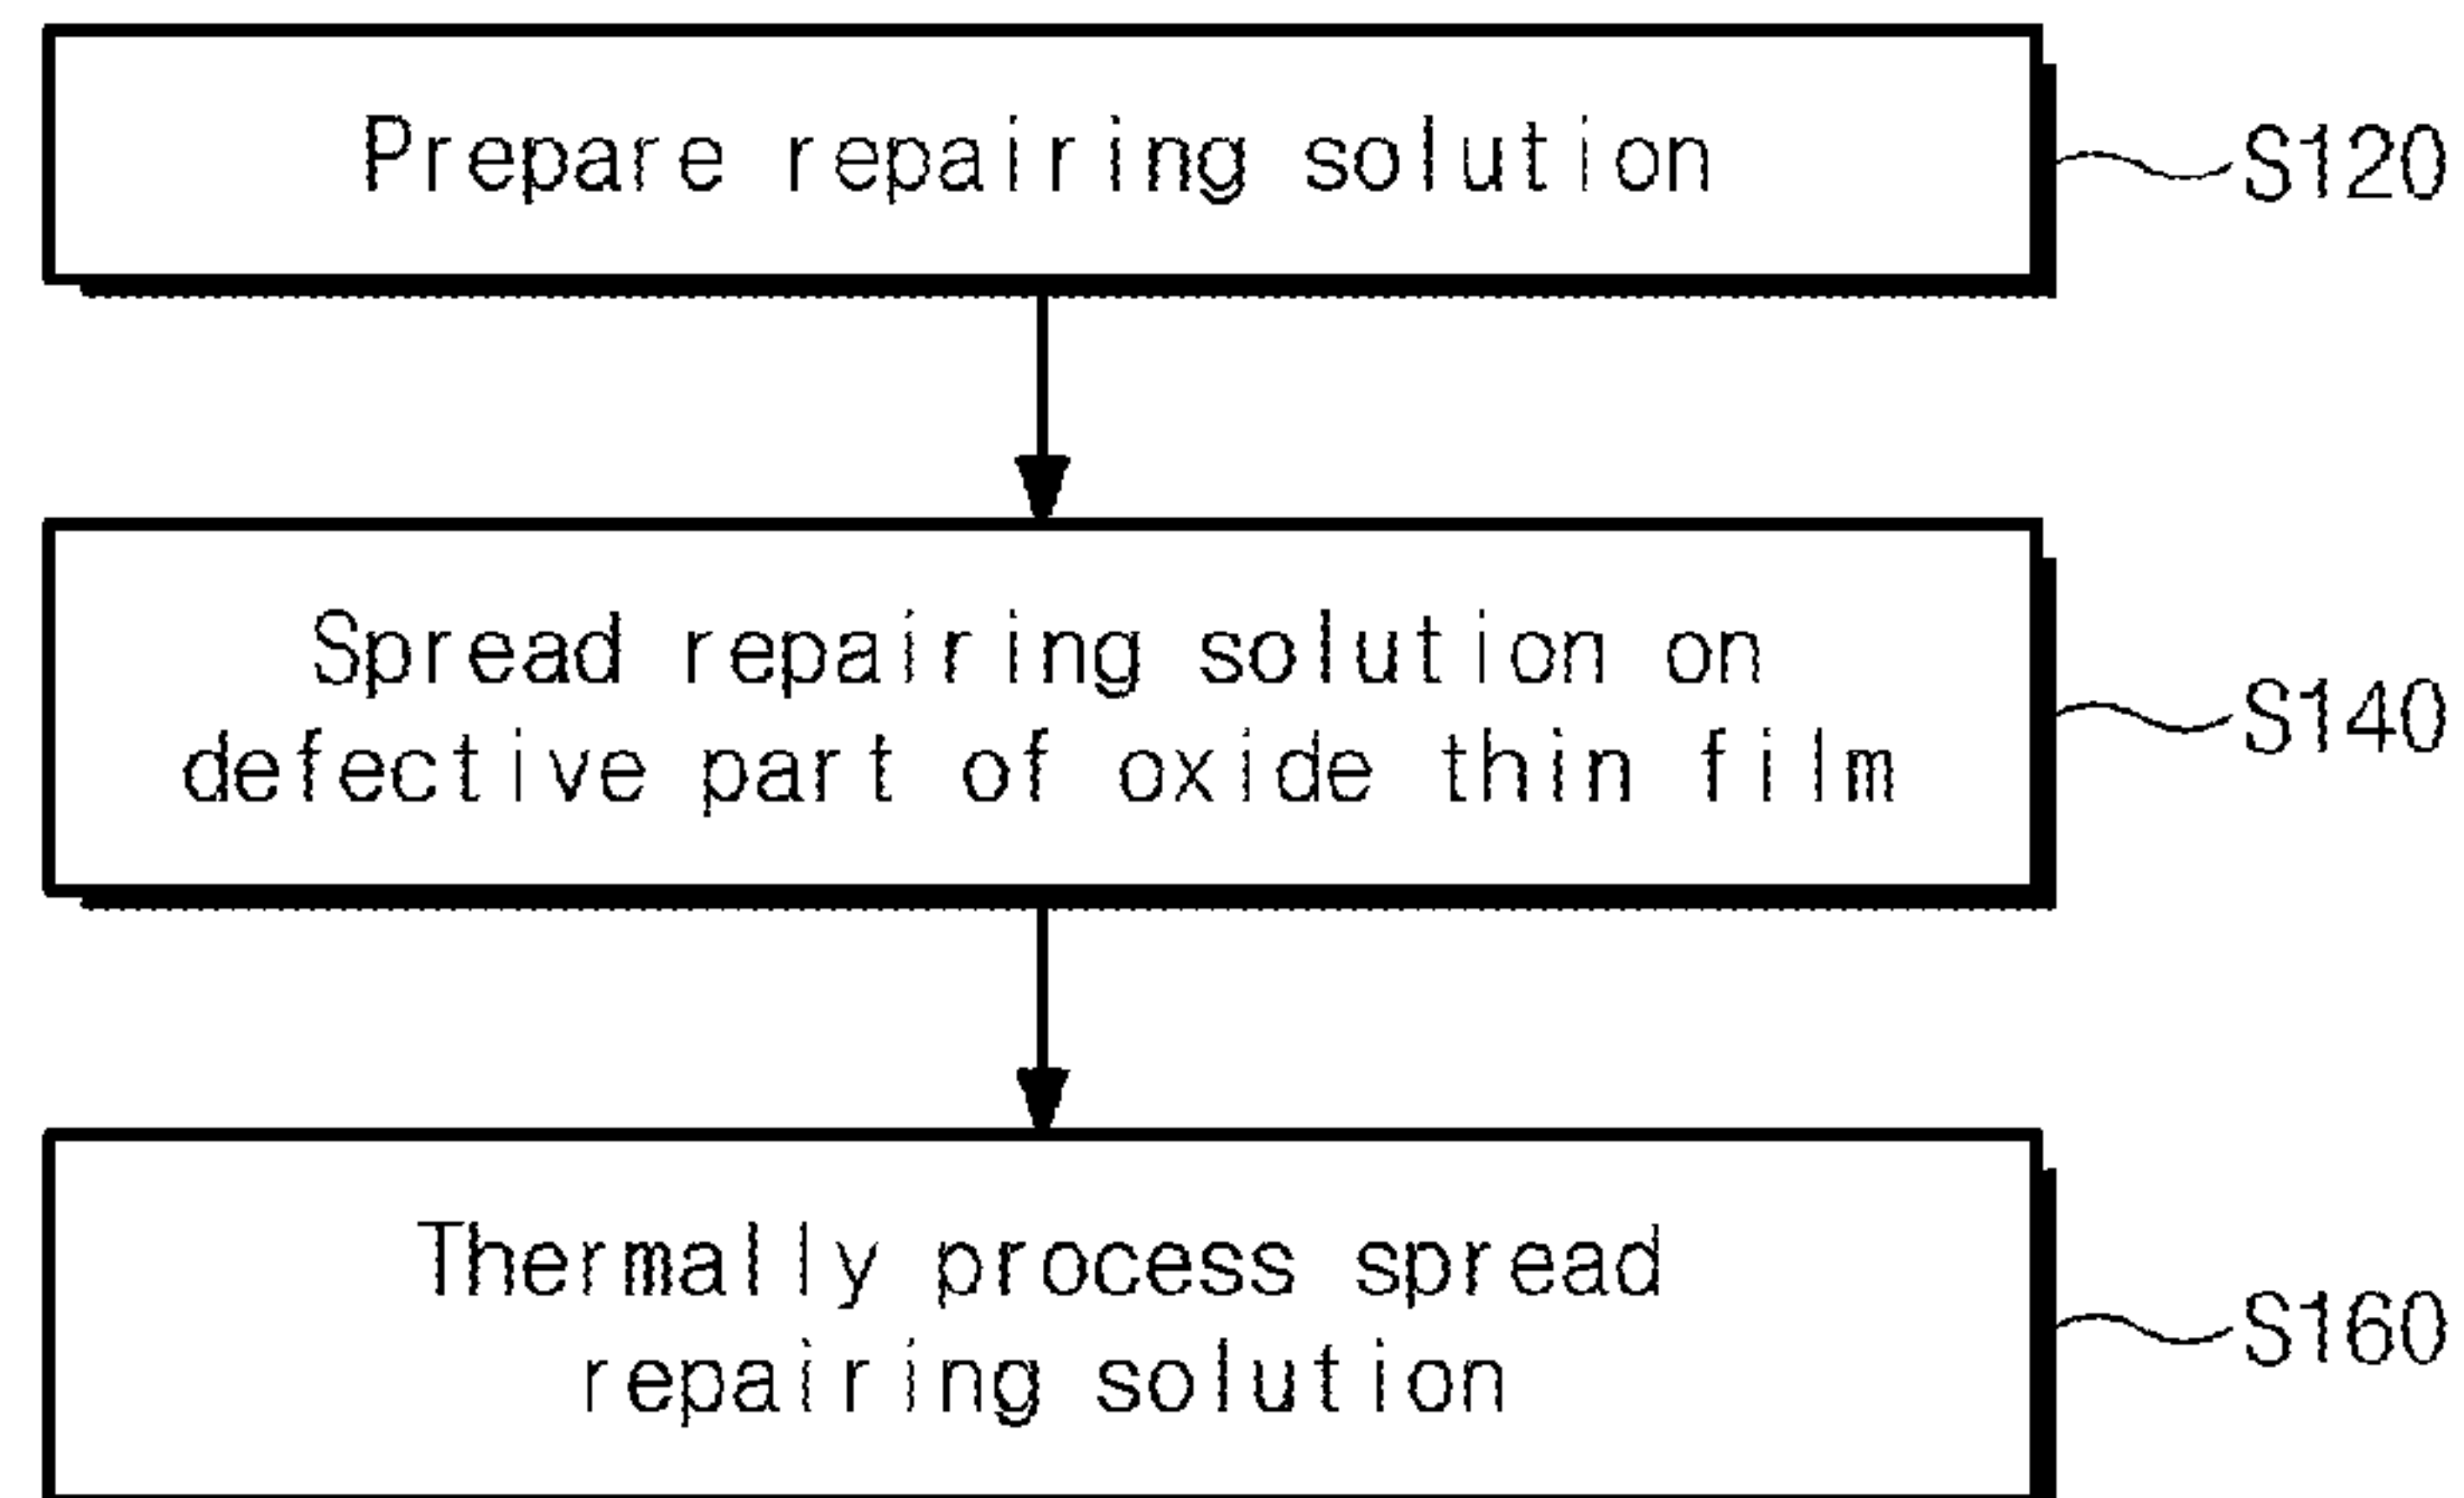 Prepare repairing solution
S120
Spread repairing solution on
defective part of oxide thin film
S140
Thermally process spread
repairing solution
S160